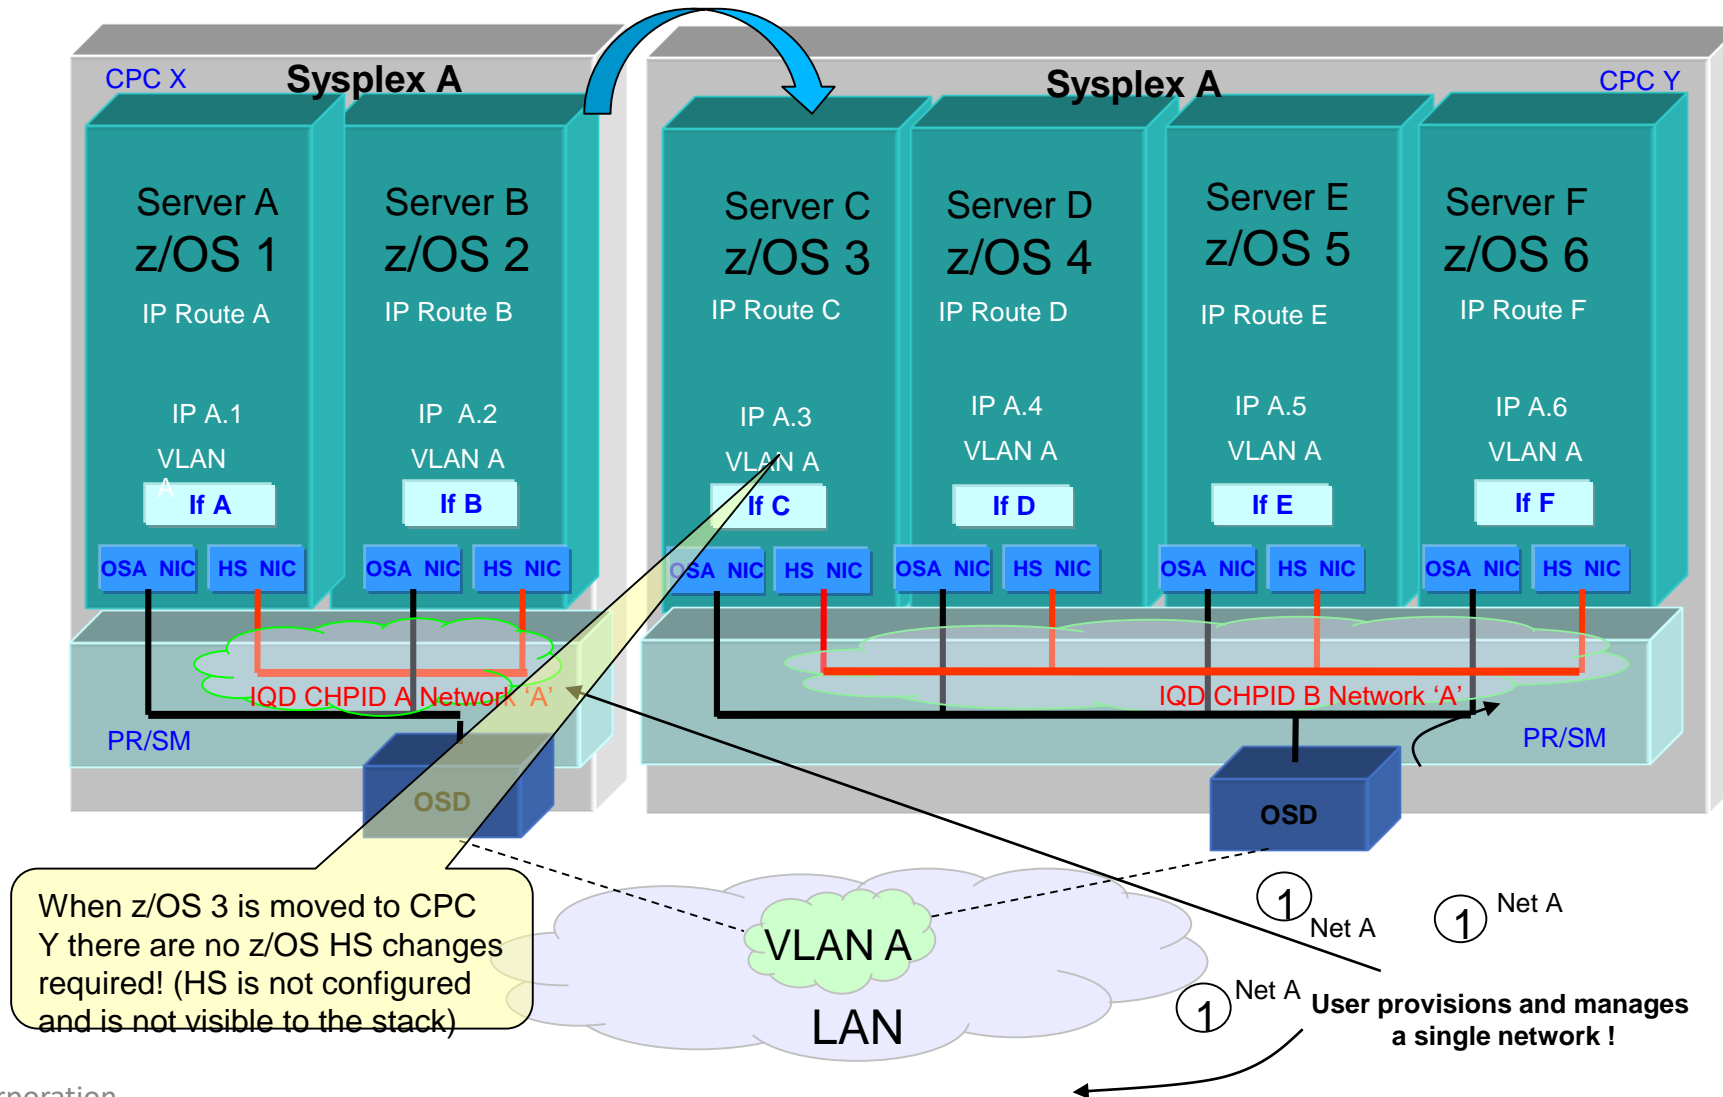 CPC X
Sysplex A
Sysplex A
CPC Y
Server A
z/OS 1
IP Route A
IP A.1
VLAN
A
If A
OSA NIC
HS NIC
Server B
z/OS 2
IP Route B
IP A.2
VLAN A
If B
OSA NIC
HS NIC
Server C
z/OS 3
IP Route C
IP A.3
VLAN A
If C
OSA NIC
HS NIC
Server D
z/OS 4
IP Route D
IP A.4
VLAN A
If D
OSA NIC
HS NIC
Server E
z/OS 5
IP Route E
IP A.5
VLAN A
If E
OSA NIC
HS NIC
Server F
z/OS 6
IP Route F
IP A.6
VLAN A
If F
OSA NIC
HS NIC
IQD CHPID A Network ‘A’
IQD CHPID B Network ‘A’
PR/SM
PR/SM
OSD
OSD
When z/OS 3 is moved to CPC
Y there are no z/OS HS changes
required! (HS is not configured
and is not visible to the stack)
VLAN A
LAN
1
Net A
1
Net A
1
Net A
User provisions and manages
a single network !